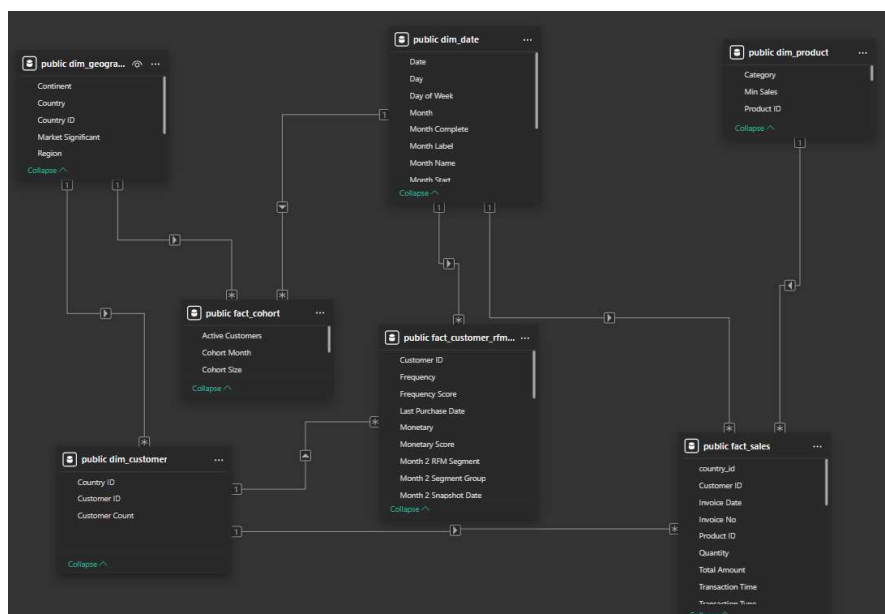 public dim_geogra...
Continent
Country
Country ID
Market Significant
Region
Collapse
public dim_date
Date
Day
Day of Week
Month
Month Complete
Month Label
Month Name
Month Start
Collapse
public dim_product
Category
Min Sales
Product ID
Collapse
1
1
1
1
1
1
*
*
public fact_cohort
Active Customers
Cohort Month
Cohort Size
Collapse
*
public fact_customer_rfm...
Customer ID
Frequency
Frequency Score
Last Purchase Date
Monetary
Monetary Score
Month 2 RFM Segment
Month 2 Segment Group
Month 2 Snapshot Date
Collapse
*
*
*
public dim_customer
Country ID
Customer ID
Customer Count
Collapse
*
1
1
*
*
public fact_sales
country_id
Customer ID
Invoice Date
Invoice No
Product ID
Quantity
Total Amount
Transaction Time
Transaction Type
Collapse